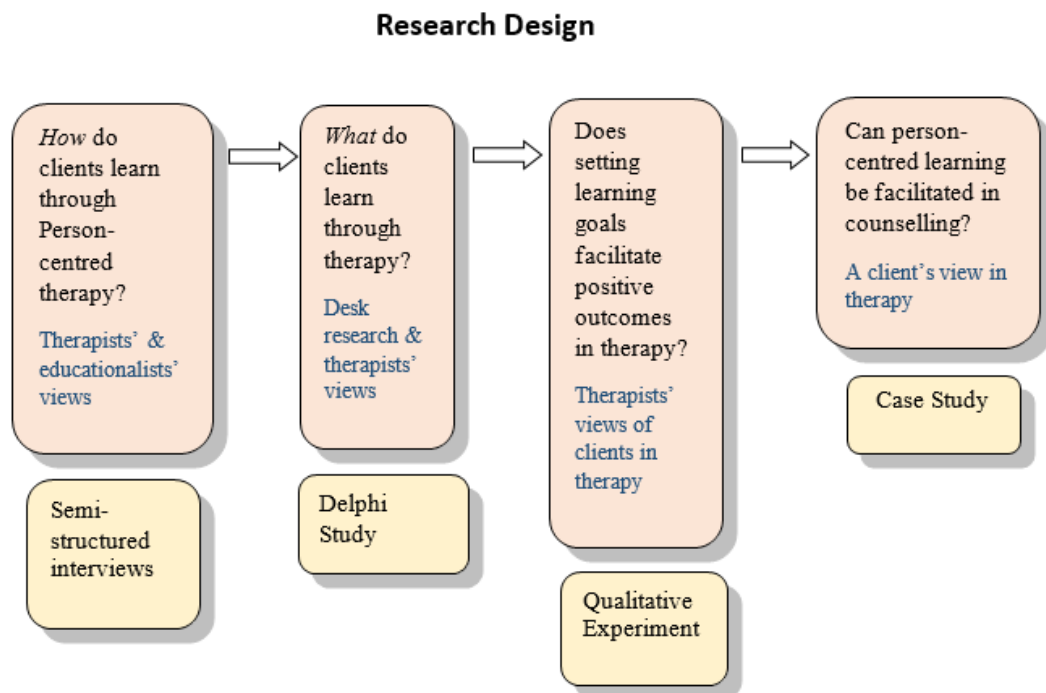 Research Design
How do
clients learn
through
Person-
centred
therapy?
Therapists’ &
educationalists’
views
Semi-
structured
interviews
What do
clients
learn
through
therapy?
Desk
research &
therapists’
views
Delphi
Study
Does
setting
learning
goals
facilitate
positive
outcomes
in therapy?
Therapists’
views of
clients in
therapy
Qualitative
Experiment
Can person-
centred learning
be facilitated in
counselling?
A client’s view in
therapy
Case Study